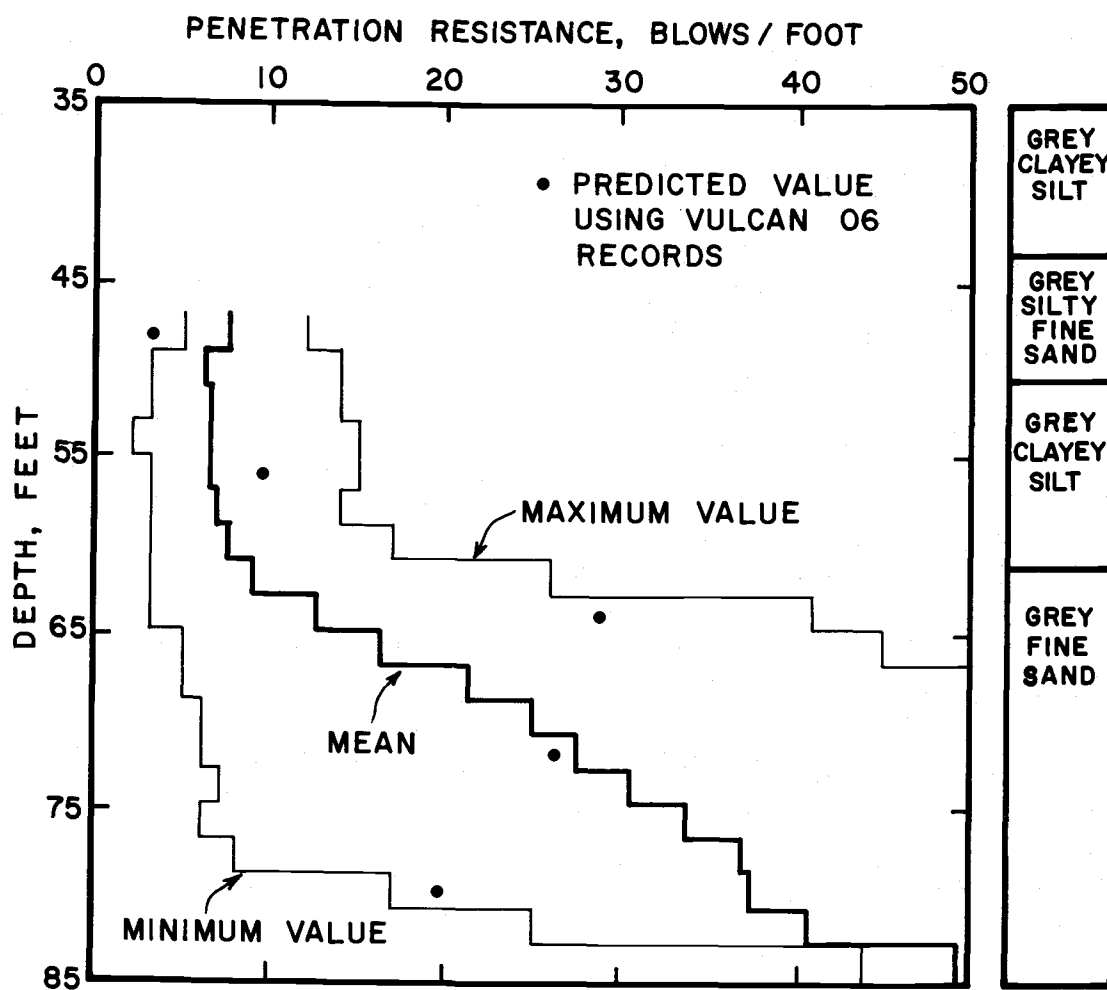 PENETRATION RESISTANCE, BLOWS / FOOT
0 10 20 30 40 50
35
45
55
65
75
85
DEPTH, FEET
• PREDICTED VALUE
USING VULCAN 06
RECORDS
MAXIMUM VALUE
MEAN
MINIMUM VALUE
GREY
CLAYEY
SILT
GREY
SILTY
FINE
SAND
GREY
CLAYEY
SILT
GREY
FINE
SAND